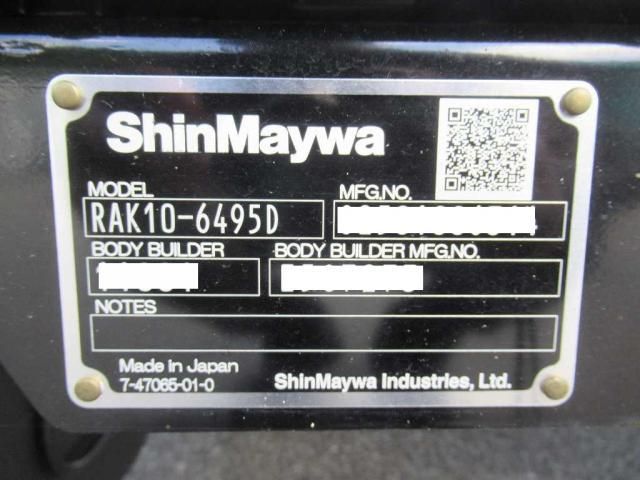 ShinMaywa
MODEL
MFG.NO.
RAK10-6495D
BODY BUILDER
BODY BUILDER MFG.NO.
NOTES
Made in Japan
7-47065-01-0
ShinMaywa Industries, Ltd.